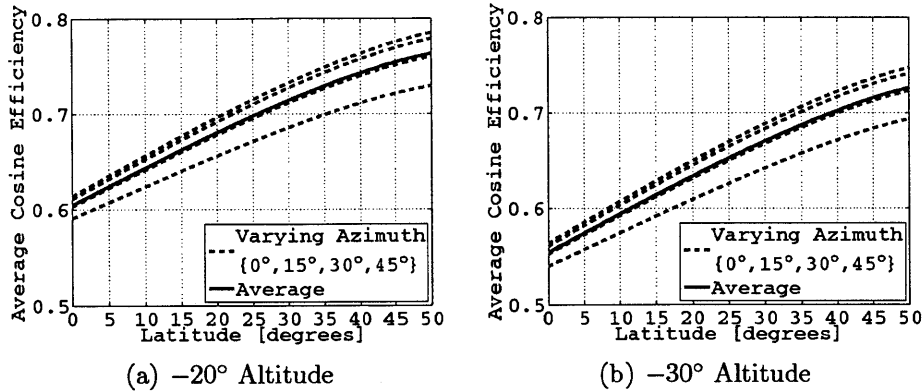 Average Cosine Efficiency
0.8
0.7
0.6
0.5
Varying Azimuth
{0°,15°,30°,45°}
Average
0 5 10 15 20 25 30 35 40 45 50
Latitude [degrees]
(a) −20° Altitude
Average Cosine Efficiency
0.8
0.7
0.6
0.5
Varying Azimuth
{0°,15°,30°,45°}
Average
0 5 10 15 20 25 30 35 40 45 50
Latitude [degrees]
(b) −30° Altitude